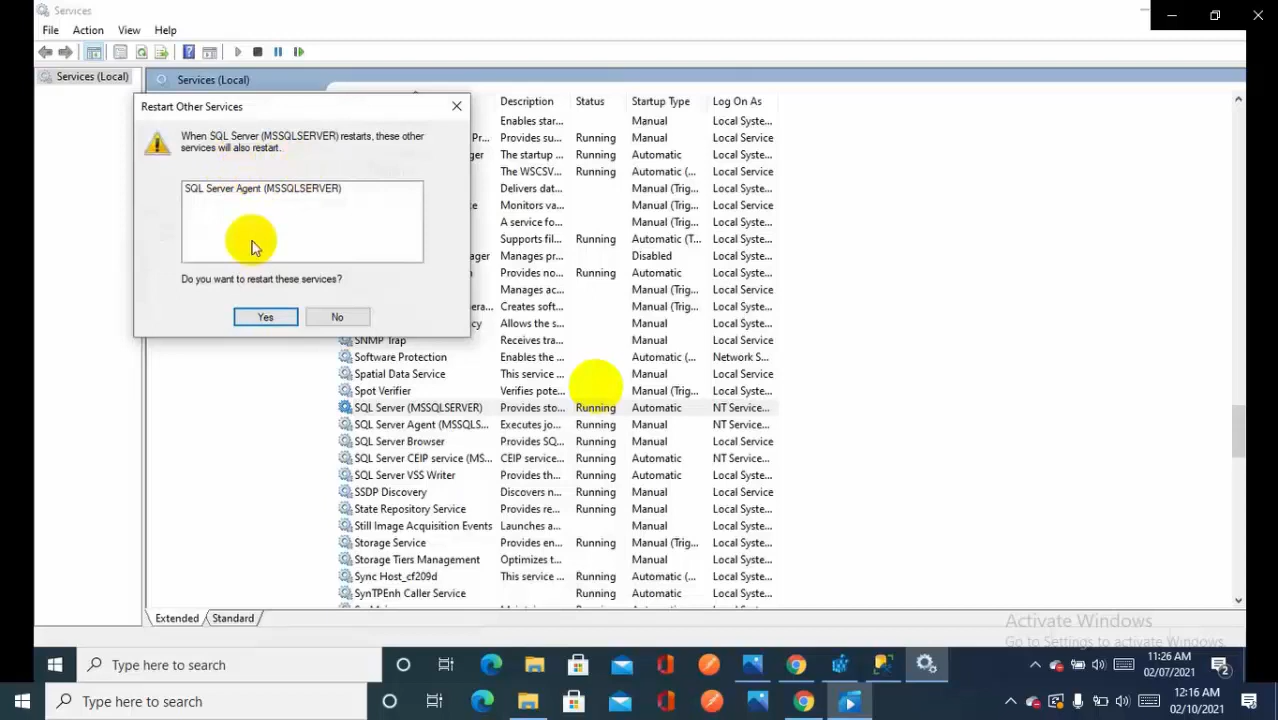 Services
File Action View Help
Services (Local)
Services (Local)
Restart Other Services
When SQL Server (MSSQLSERVER) restarts, these other
services will also restart.
SQL Server Agent (MSSQLSERVER)
Do you want to restart these services?
Yes No
Description Status Startup Type Log On As
Enables star... Manual Local Syste...
Pr... Provides su... Running Manual Local Service
ger The startup ... Running Automatic Local Syste...
The WSCSV... Running Automatic (... Local Service
Delivers data... Manual (Trig... Local Syste...
ce Monitors va... Manual (Trig... Local Service
A service fo... Manual (Trig... Local Syste...
Supports fil... Running Automatic (T... Local Syste...
ager Manages pr... Disabled Local Syste...
Provides no... Running Automatic Local Syste...
Manages ac... Manual (Trig... Local Syste...
era... Creates soft... Manual Local Syste...
cy Allows the s... Manual Local Syste...
SNMP Trap Receives tra... Manual Local Service
Software Protection Enables the ... Automatic (... Network S...
Spatial Data Service This service ... Manual Local Syste...
Spot Verifier Verifies pote... Manual (Trig... Local Syste...
SQL Server (MSSQLSERVER) Provides sto... Running Automatic NT Service...
SQL Server Agent (MSSQLS... Executes jo... Running Manual NT Service...
SQL Server Browser Provides SQ... Running Manual Local Service
SQL Server CEIP service (MS... CEIP service... Running Automatic NT Service...
SQL Server VSS Writer Provides th... Running Automatic Local Syste...
SSDP Discovery Discovers n... Running Manual Local Service
State Repository Service Provides re... Running Manual Local Syste...
Still Image Acquisition Events Launches a... Manual Local Syste...
Storage Service Provides en... Running Manual (Trig... Local Syste...
Storage Tiers Management Optimizes t... Manual Local Syste...
Sync Host_cf209d This service ... Running Automatic (... Local Syste...
SynTPEnh Caller Service Running Automatic Local Syste...
Extended Standard
Activate Windows
Go to Settings to activate Windows.
Type here to search 11:26 AM
02/07/2021 2
Type here to search 12:16 AM
02/10/2021